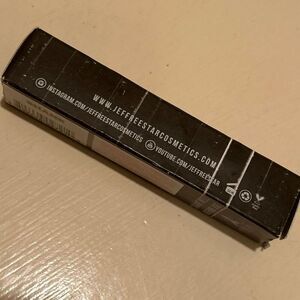 WWW.JEFFREESTARCOSMETICS.COM
INSTAGRAM.COM/JEFFREESTARCOSMETICS
YOUTUBE.COM/JEFFREESTAR